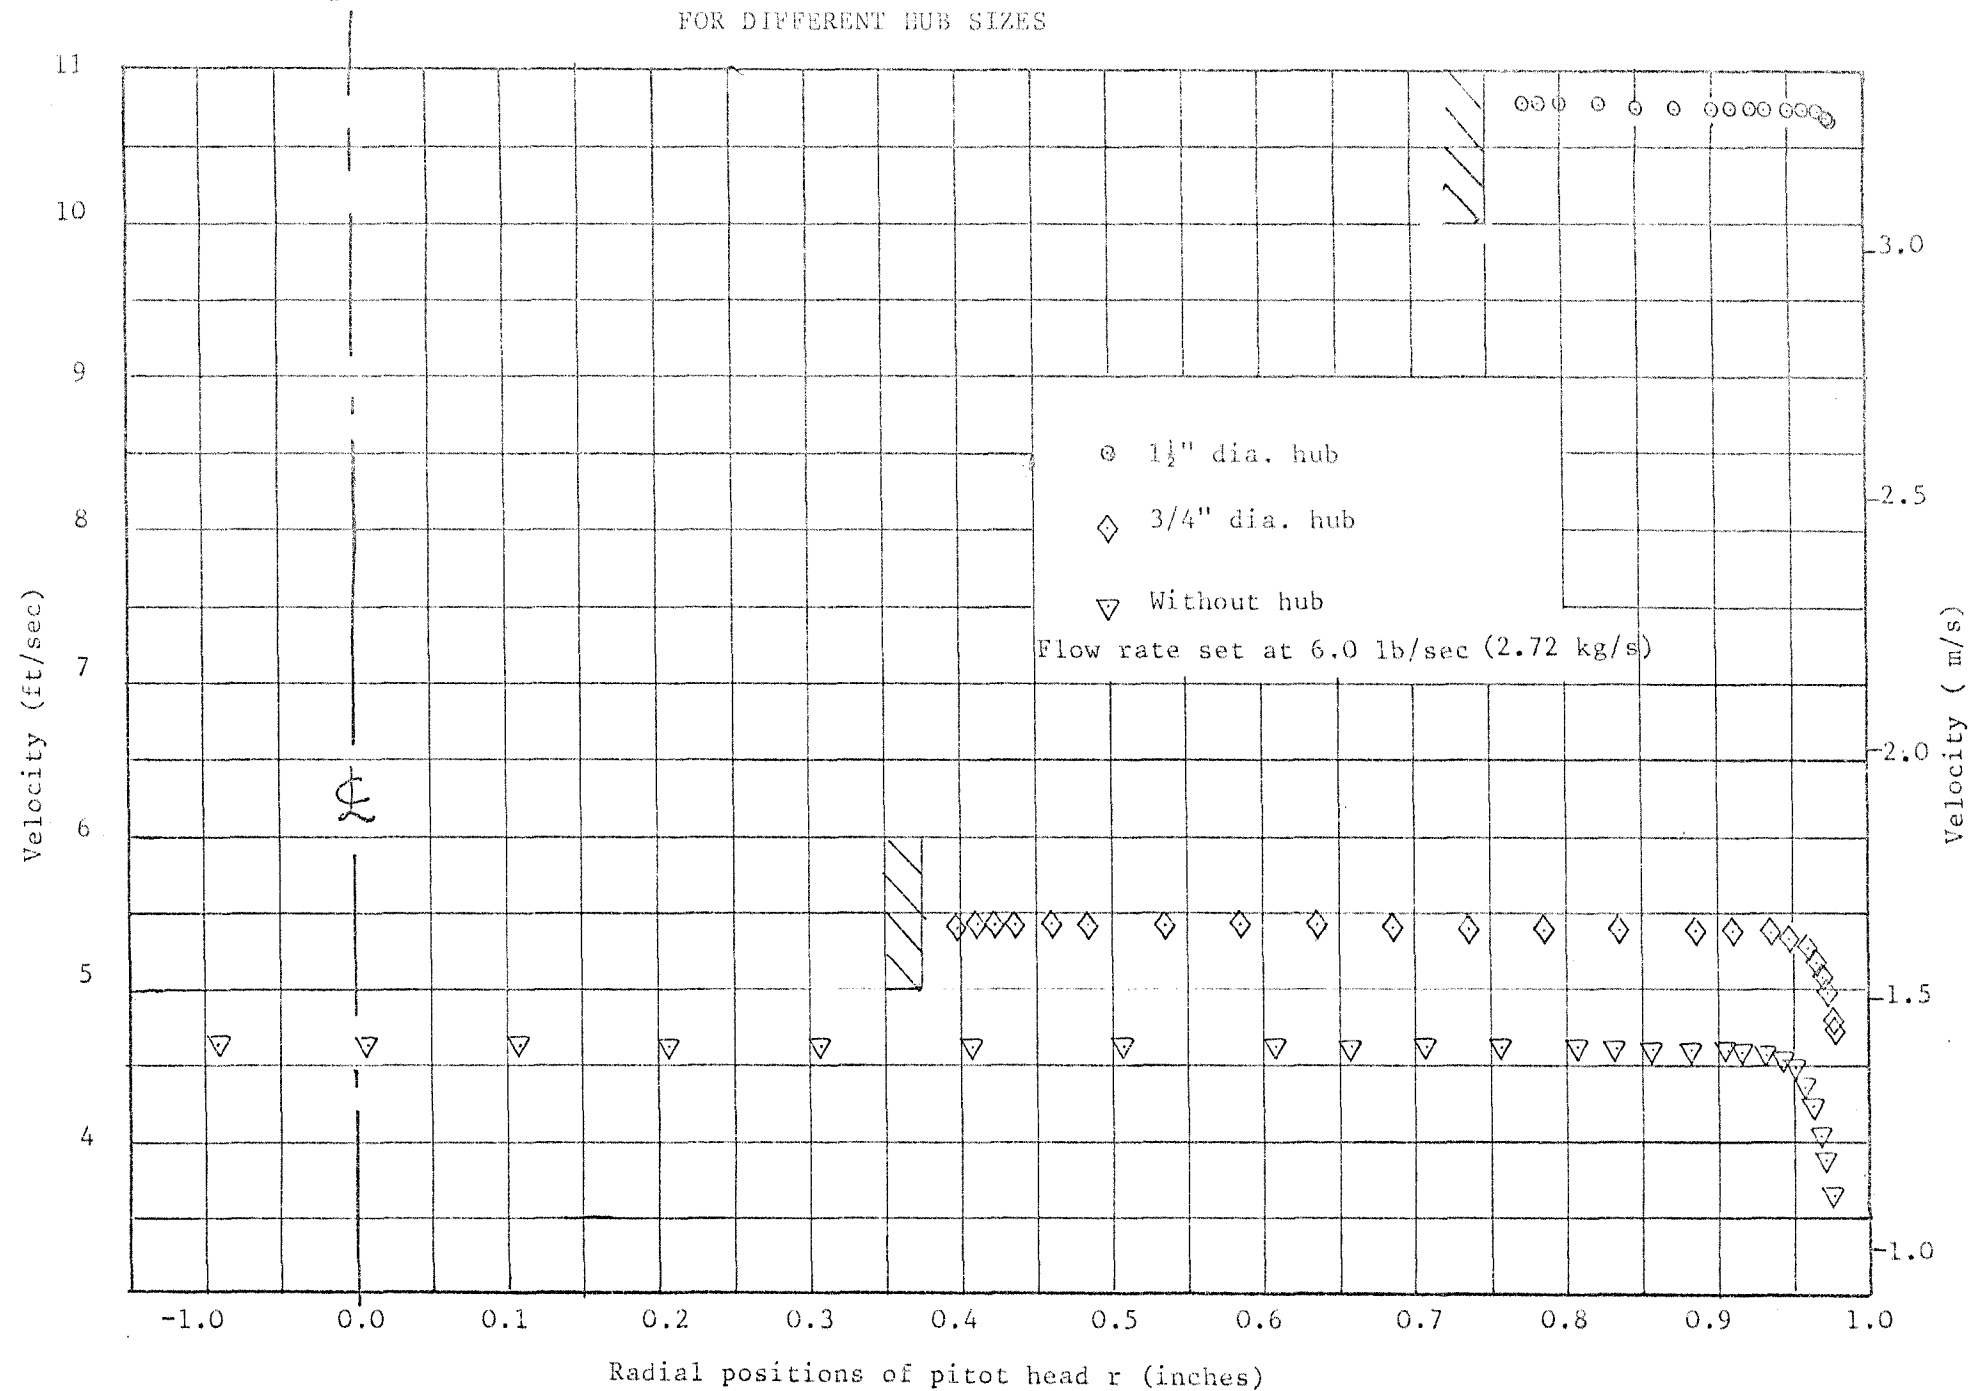 FOR DIFFERENT HUB SIZES
11
10
9
8
7
6
5
4
Velocity (ft/sec)
3.0
2.5
2.0
1.5
1.0
Velocity ( m/s)
1½" dia. hub
3/4" dia. hub
Without hub
Flow rate set at 6.0 lb/sec (2.72 kg/s)
℄
-1.0 0.0 0.1 0.2 0.3 0.4 0.5 0.6 0.7 0.8 0.9 1.0
Radial positions of pitot head r (inches)